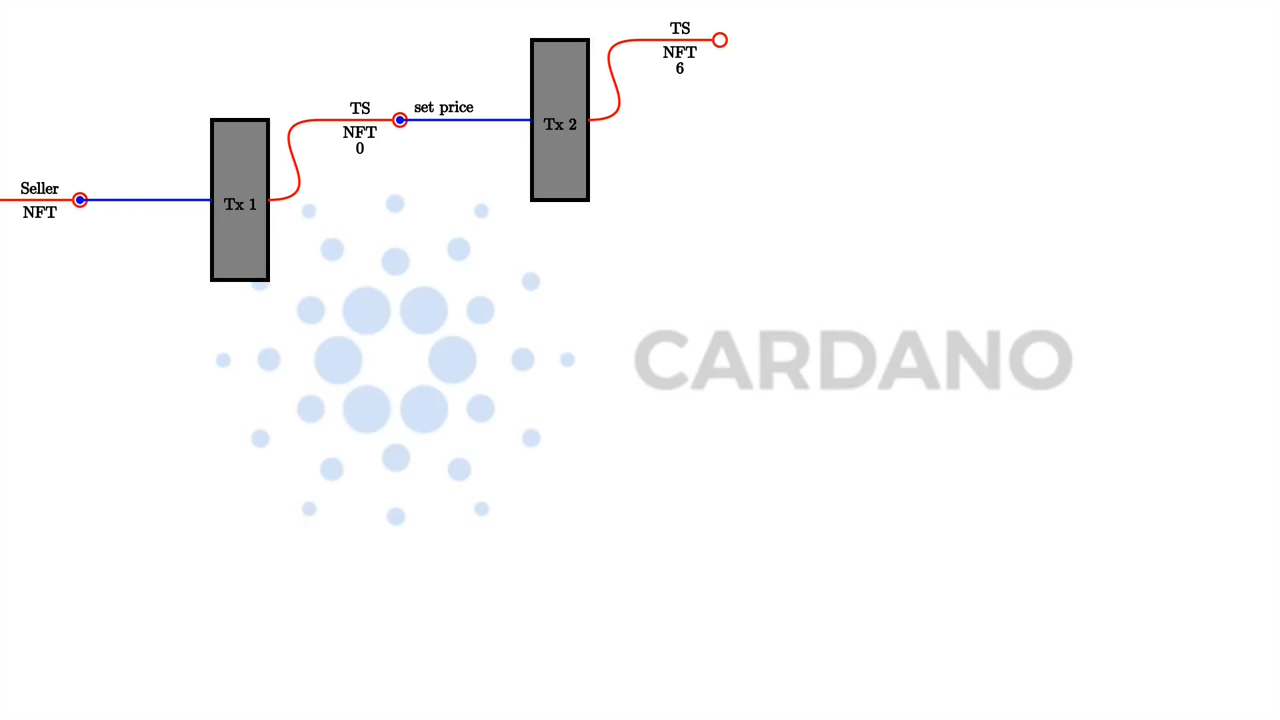 Seller
NFT
Tx 1
TS
NFT
0
set price
Tx 2
TS
NFT
6
CARDANO